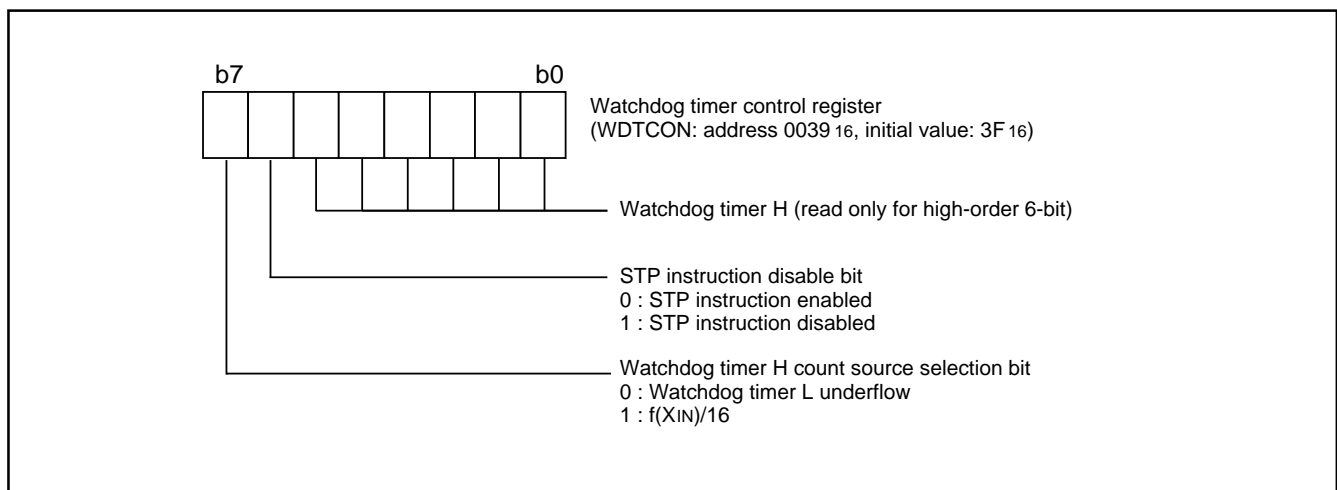 b7 b0
Watchdog timer control register
(WDTCON: address 0039 16, initial value: 3F 16)
Watchdog timer H (read only for high-order 6-bit)
STP instruction disable bit
0 : STP instruction enabled
1 : STP instruction disabled
Watchdog timer H count source selection bit
0 : Watchdog timer L underflow
1 : f(XIN)/16